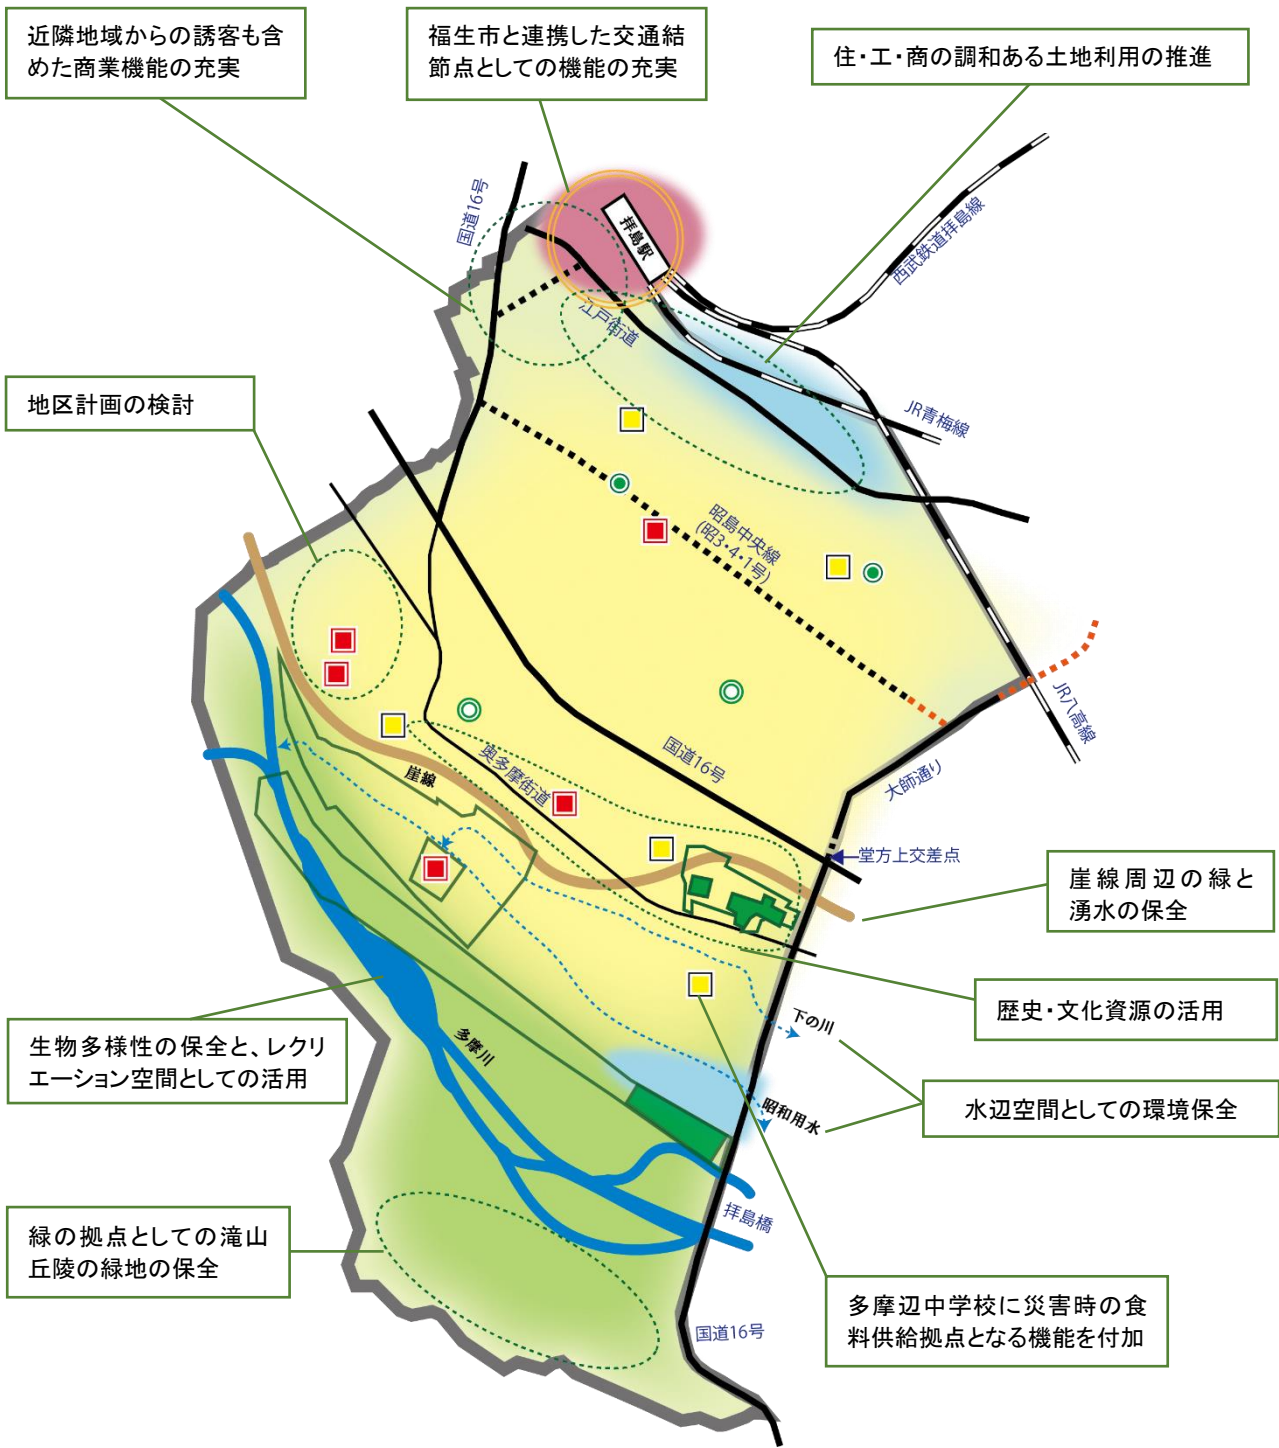 近隣地域からの誘客も含
めた商業機能の充実
福生市と連携した交通結
節点としての機能の充実
住・工・商の調和ある土地利用の推進
国道16号
拝島駅
西武鉄道拝島線
江戸街道
地区計画の検討
JR青梅線
昭島中央線
(昭3・4・1号)
JR八高線
国道16号
奥多摩街道
崖線
大師通り
堂方上交差点
崖線周辺の緑と
湧水の保全
歴史・文化資源の活用
下の川
生物多様性の保全と、レクリ
エーション空間としての活用
多摩川
昭和用水
水辺空間としての環境保全
拝島橋
緑の拠点としての滝山
丘陵の緑地の保全
国道16号
多摩辺中学校に災害時の食
料供給拠点となる機能を付加